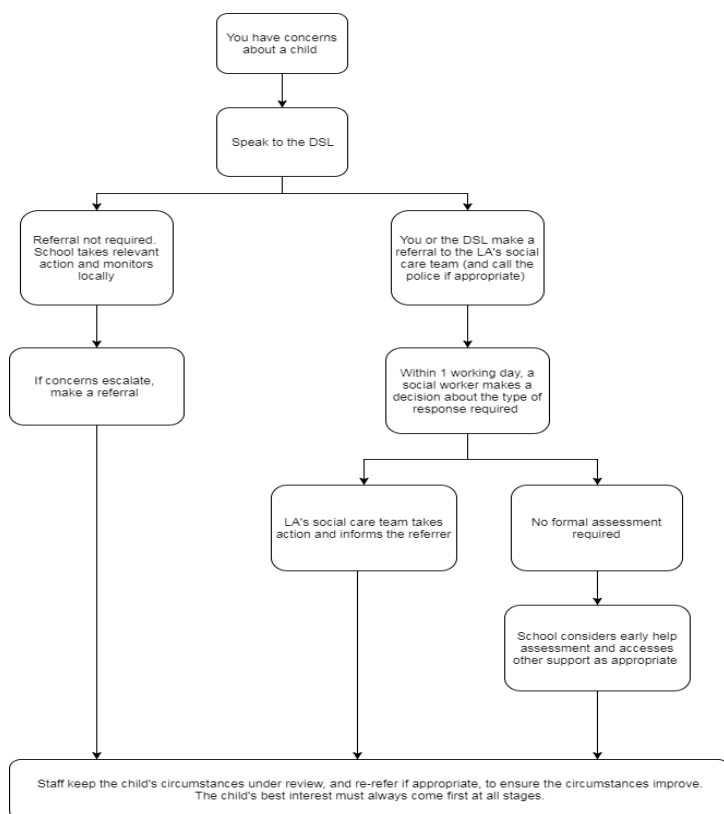 You have concerns
about a child
Speak to the DSL
Referral not required.
School takes relevant
action and monitors
locally
You or the DSL make a
referral to the LA's social
care team (and call the
police if appropriate)
If concerns escalate,
make a referral
Within 1 working day, a
social worker makes a
decision about the type of
response required
LA's social care team takes
action and informs the referrer
No formal assessment
required
School considers early help
assessment and accesses
other support as appropriate
Staff keep the child's circumstances under review, and re-refer if appropriate, to ensure the circumstances improve.
The child's best interest must always come first at all stages.